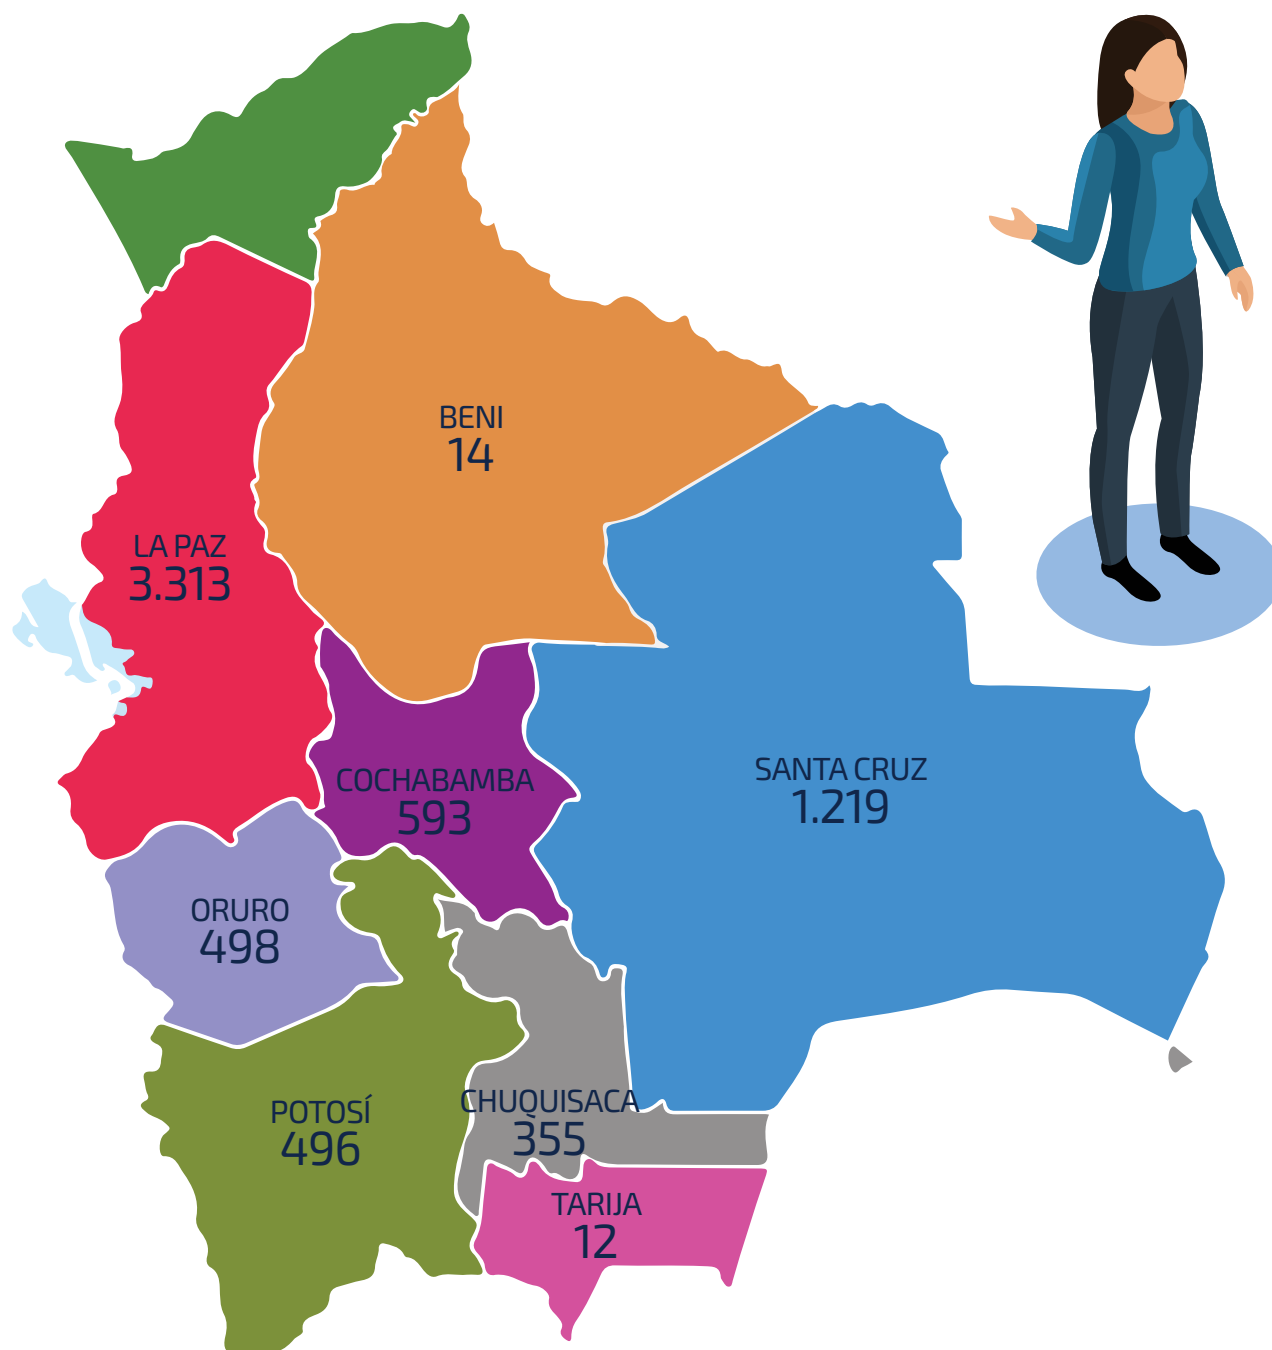 BENI
14
LA PAZ
3.313
SANTA CRUZ
1.219
COCHABAMBA
593
ORURO
498
POTOSÍ
496
CHUQUISACA
355
TARIJA
12